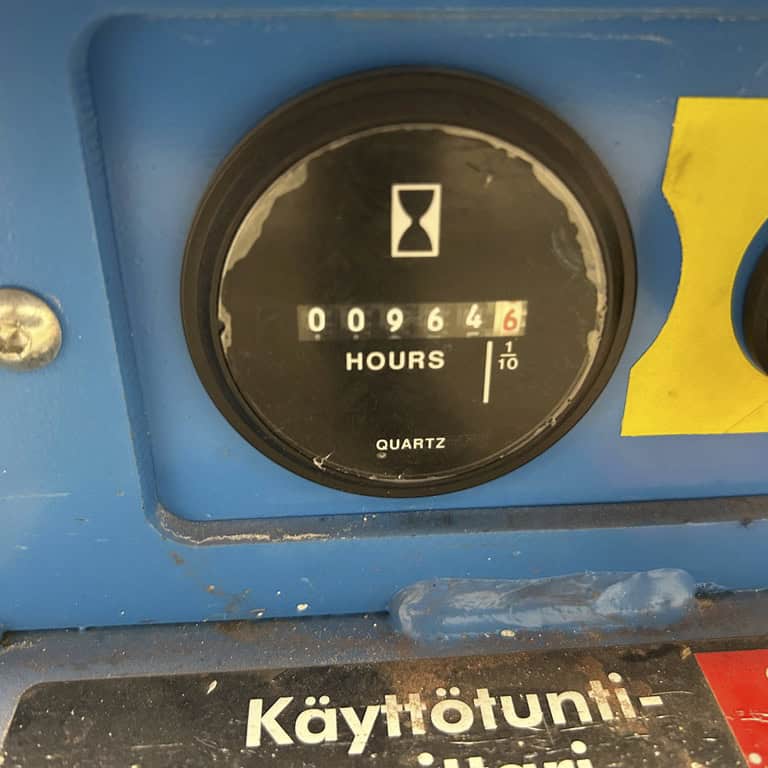 009646
HOURS
1/10
QUARTZ
Käyttötunti-